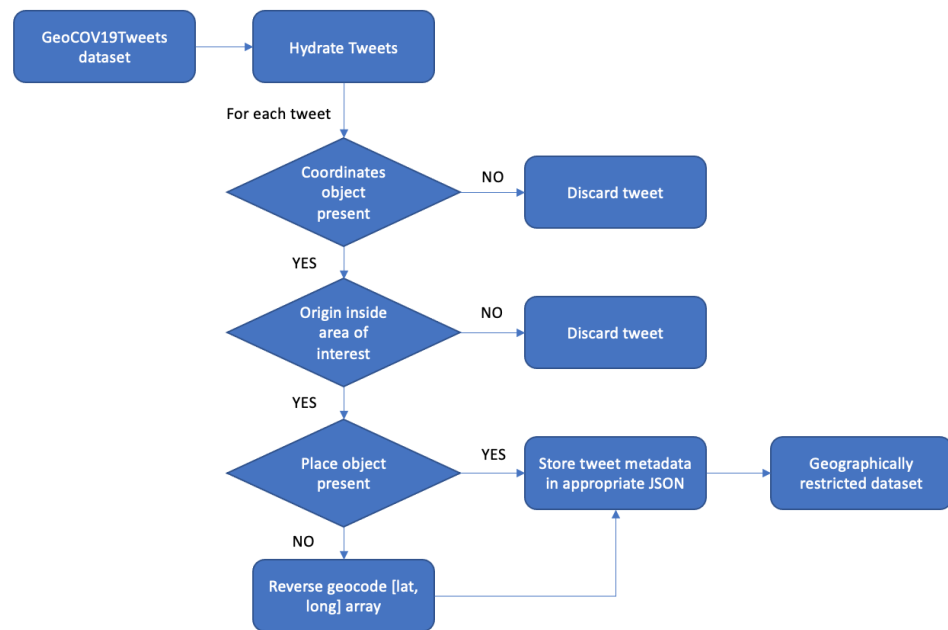 GeoCOV19Tweets
dataset
Hydrate Tweets
For each tweet
Coordinates
object
present
NO
Discard tweet
YES
Origin inside
area of
interest
NO
Discard tweet
YES
Place object
present
YES
Store tweet metadata
in appropriate JSON
Geographically
restricted dataset
NO
Reverse geocode [lat,
long] array